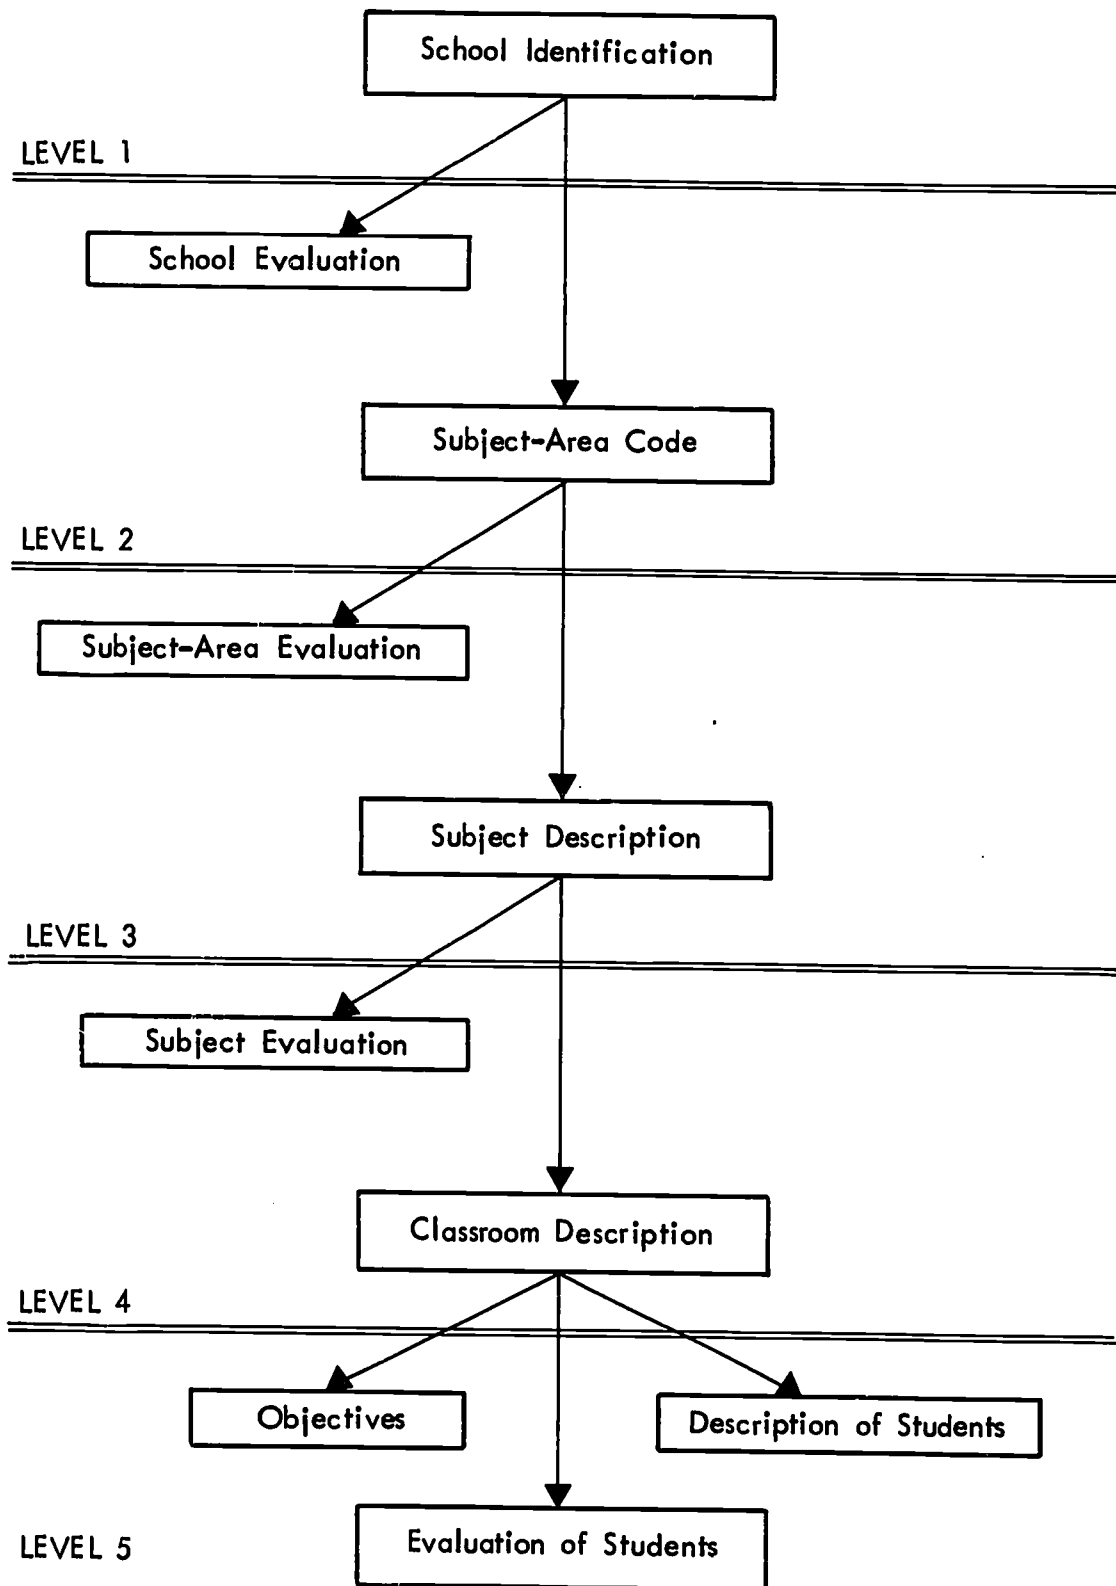 School Identification
LEVEL 1
School Evaluation
Subject-Area Code
LEVEL 2
Subject-Area Evaluation
Subject Description
LEVEL 3
Subject Evaluation
Classroom Description
LEVEL 4
Objectives
Description of Students
Evaluation of Students
LEVEL 5